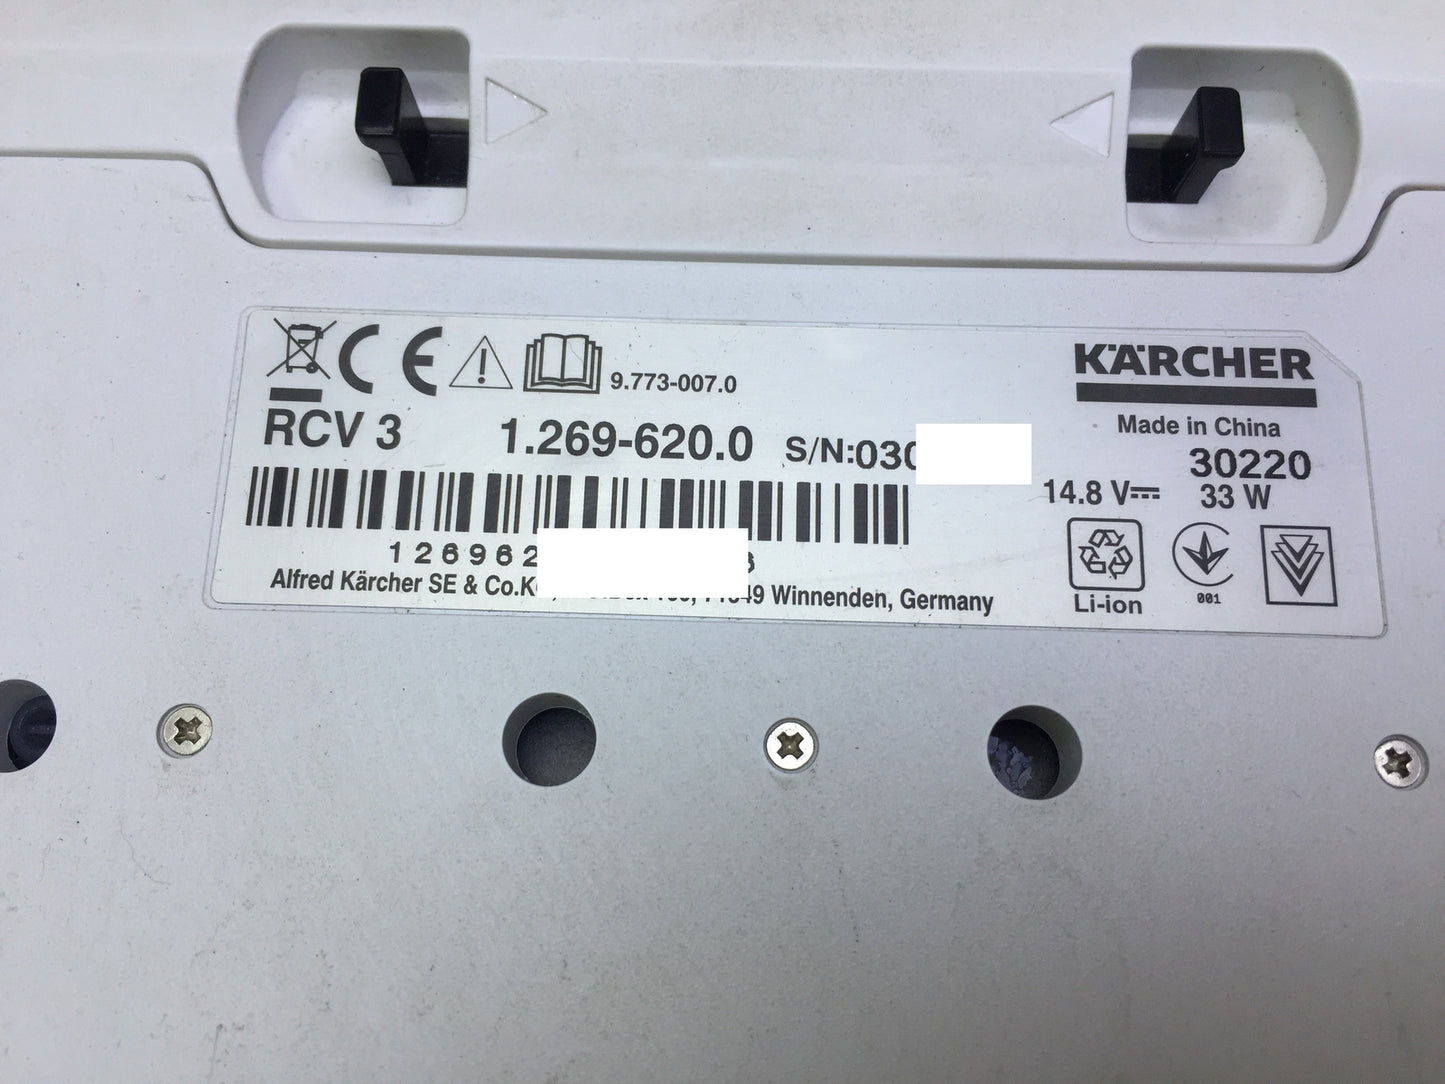 9.773-007.0
KÄRCHER
RCV 3 1.269-620.0 S/N:030
Made in China
30220
14.8 V 33 W
126962
Alfred Kärcher SE & Co. Winnenden, Germany
Li-ion
001